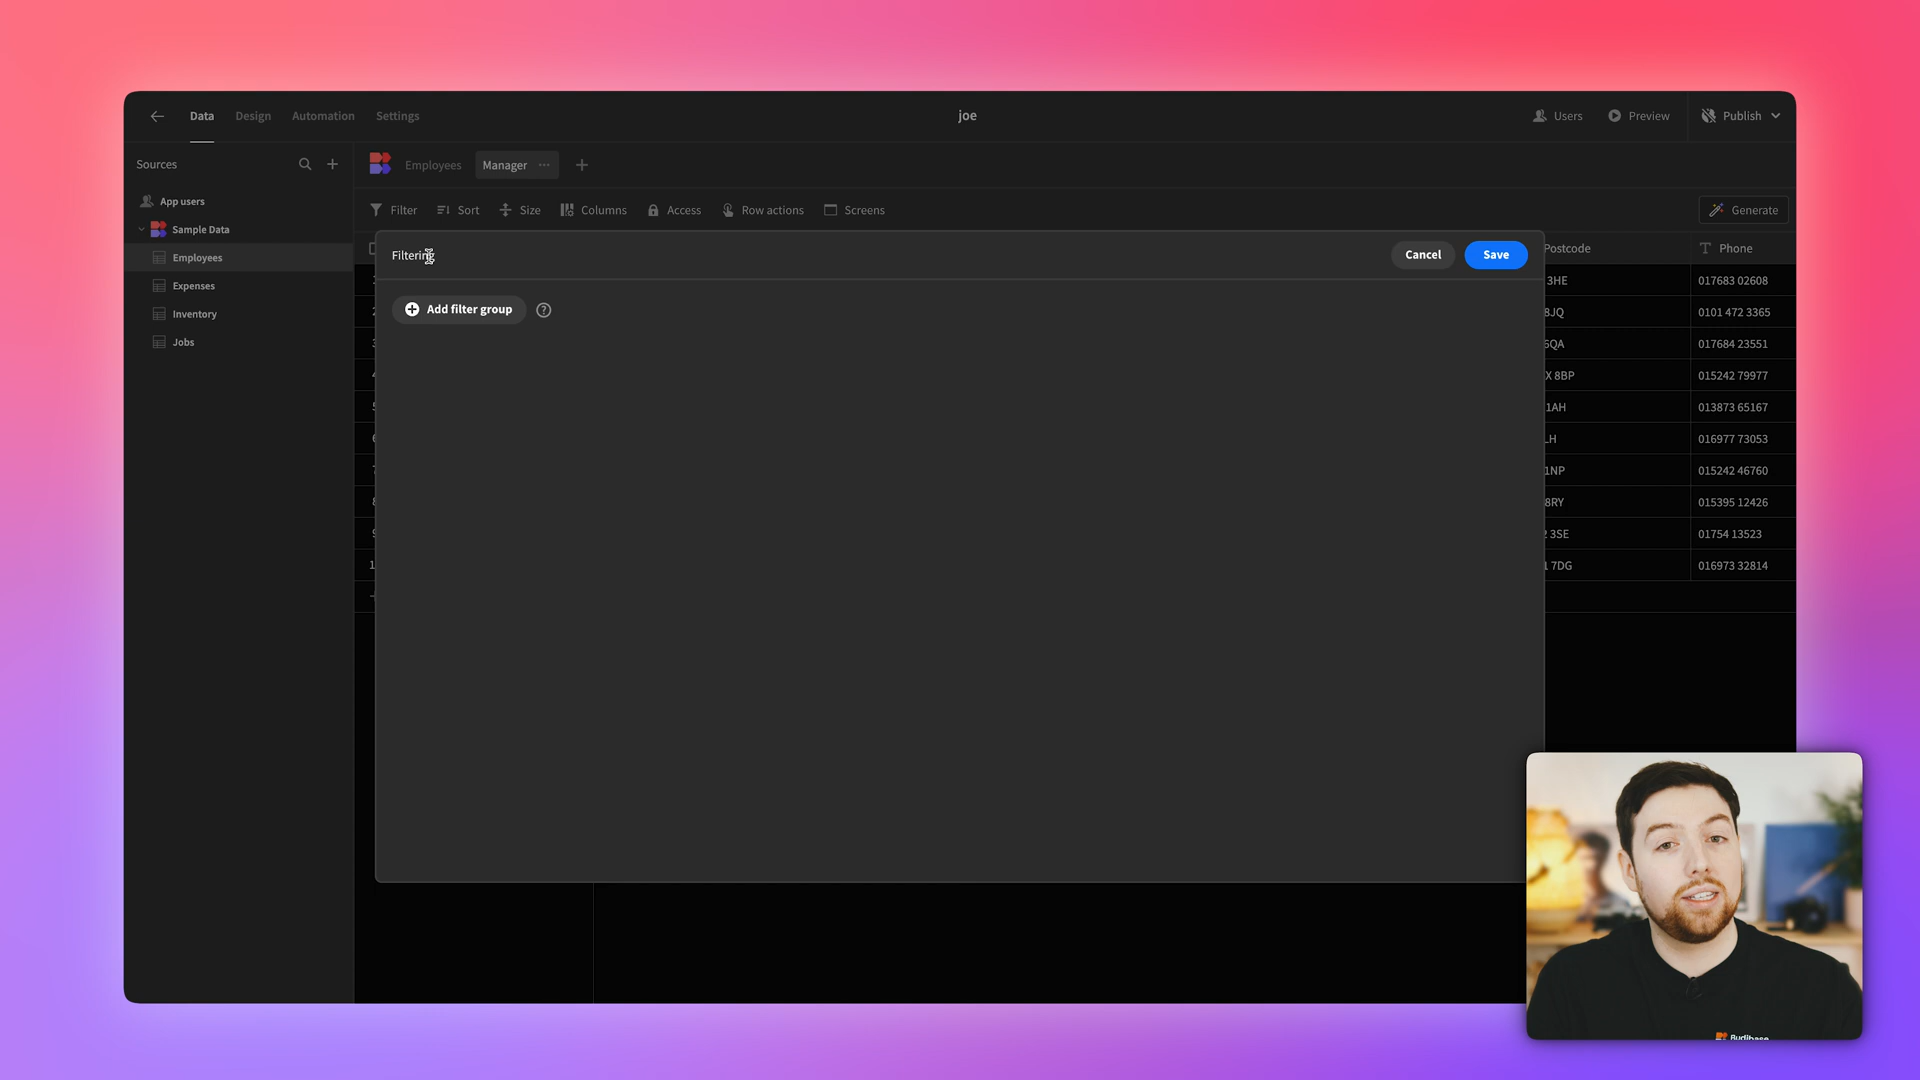 Data Design Automation Settings
joe
Users Preview Publish
Sources
Employees Manager ... +
App users
Sample Data
Employees
Expenses
Inventory
Jobs
Filter Sort Size Columns Access Row actions Screens
Generate
Filtering
Cancel Save
Add filter group ?
Postcode Phone
3HE 017683 02608
8JQ 0101 472 3365
6QA 017684 23551
X 8BP 015242 79977
1AH 013873 65167
LH 016977 73053
1NP 015242 46760
8RY 015395 12426
3SE 01754 13523
7DG 016973 32814
Budibase